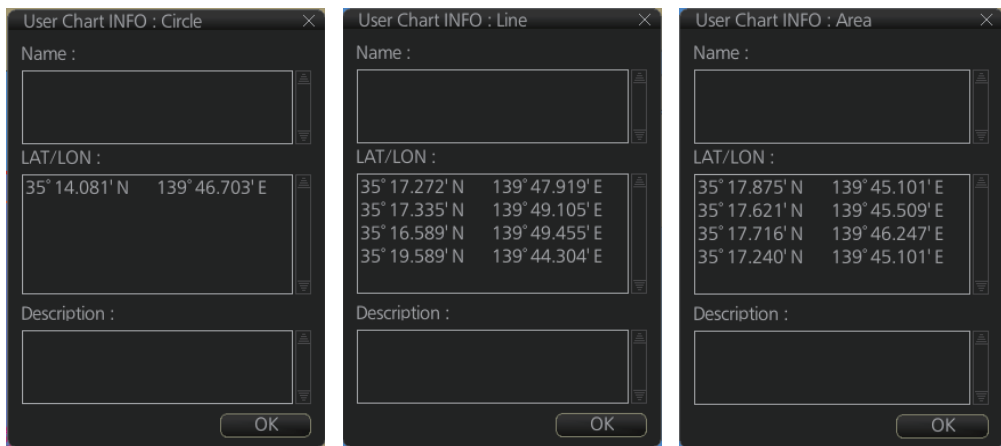 User Chart INFO : Circle
Name :
LAT/LON :
35° 14.081' N 139° 46.703' E
Description :
OK
User Chart INFO : Line
Name :
LAT/LON :
35° 17.272' N 139° 47.919' E
35° 17.335' N 139° 49.105' E
35° 16.589' N 139° 49.455' E
35° 19.589' N 139° 44.304' E
Description :
OK
User Chart INFO : Area
Name :
LAT/LON :
35° 17.875' N 139° 45.101' E
35° 17.621' N 139° 45.509' E
35° 17.716' N 139° 46.247' E
35° 17.240' N 139° 45.101' E
Description :
OK